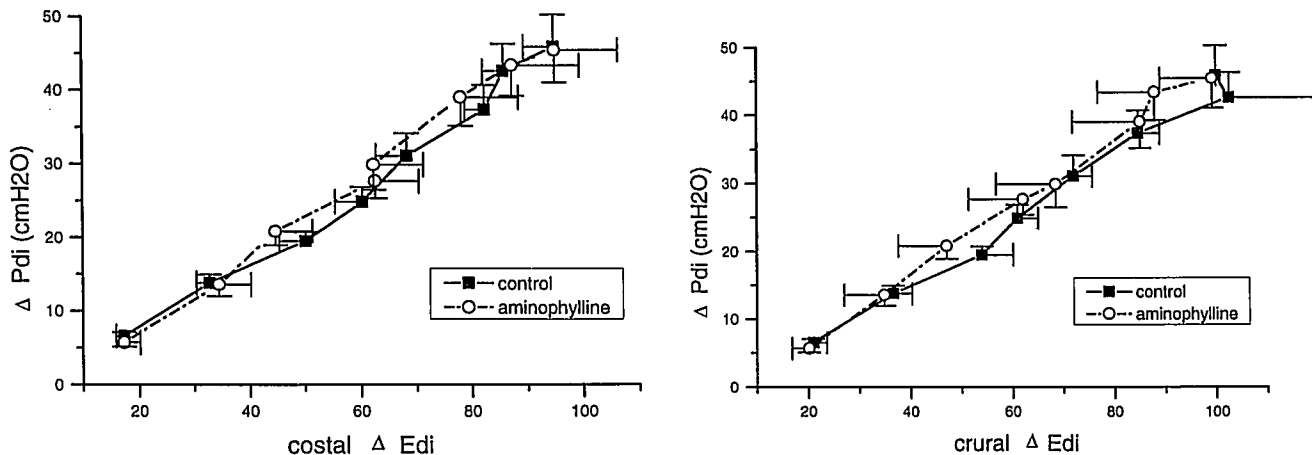 50
40
30
20
10
0
Δ Pdi (cmH2O)
control
aminophylline
20 40 60 80 100
costal Δ Edi
50
40
30
20
10
0
Δ Pdi (cmH2O)
control
aminophylline
20 40 60 80 100
crural Δ Edi